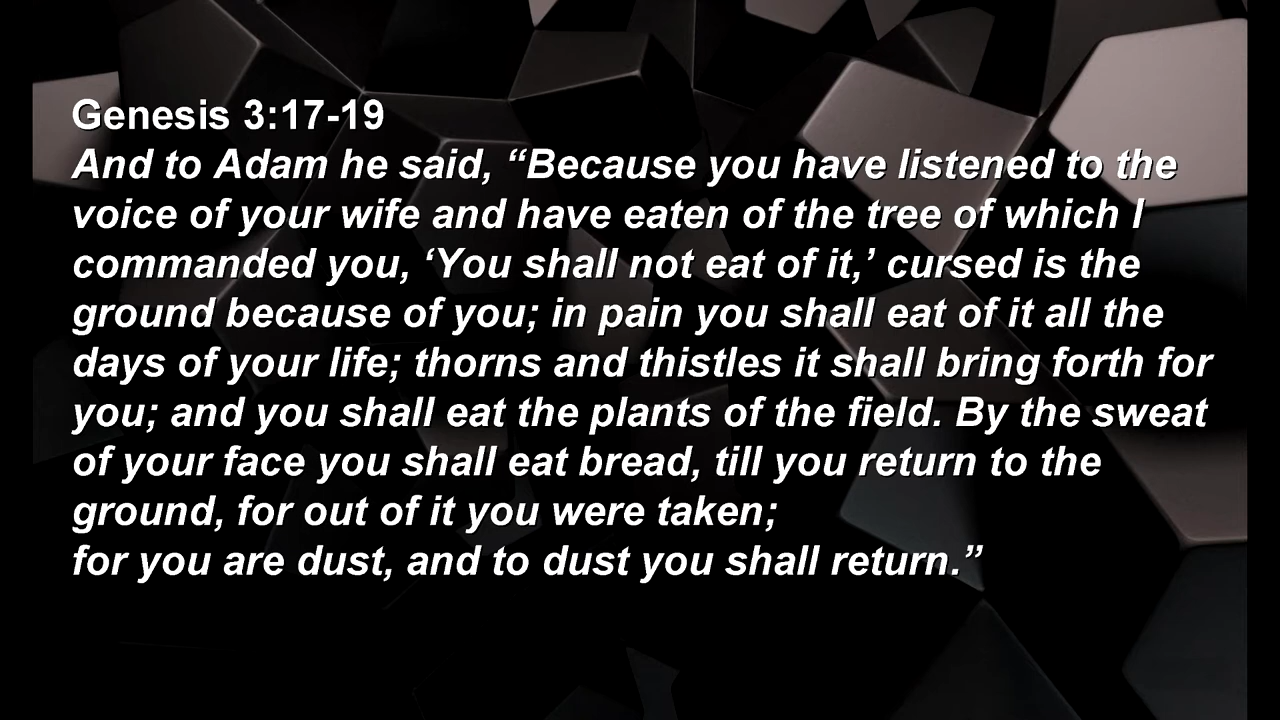 Genesis 3:17-19
And to Adam he said, “Because you have listened to the
voice of your wife and have eaten of the tree of which I
commanded you, ‘You shall not eat of it,’ cursed is the
ground because of you; in pain you shall eat of it all the
days of your life; thorns and thistles it shall bring forth for
you; and you shall eat the plants of the field. By the sweat
of your face you shall eat bread, till you return to the
ground, for out of it you were taken;
for you are dust, and to dust you shall return.”